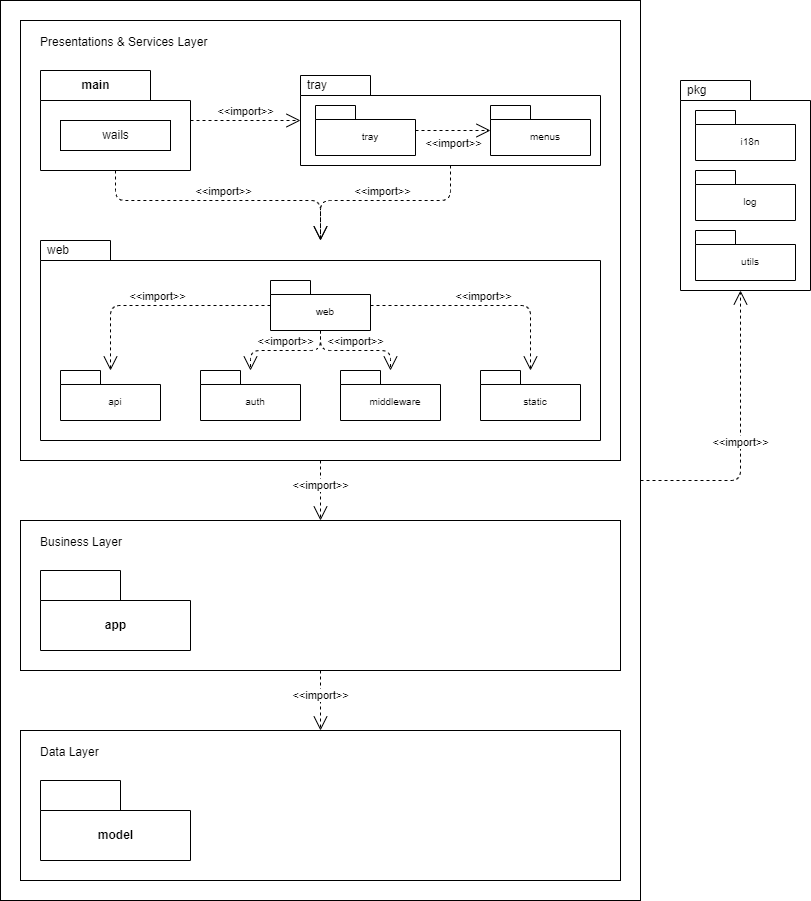 Presentations & Services Layer
main
wails
<<import>>
tray
tray
<<import>>
menus
<<import>>
<<import>>
pkg
i18n
log
utils
web
<<import>>
web
<<import>>
<<import>>
<<import>>
api
auth
middleware
static
<<import>>
<<import>>
Business Layer
app
<<import>>
Data Layer
model